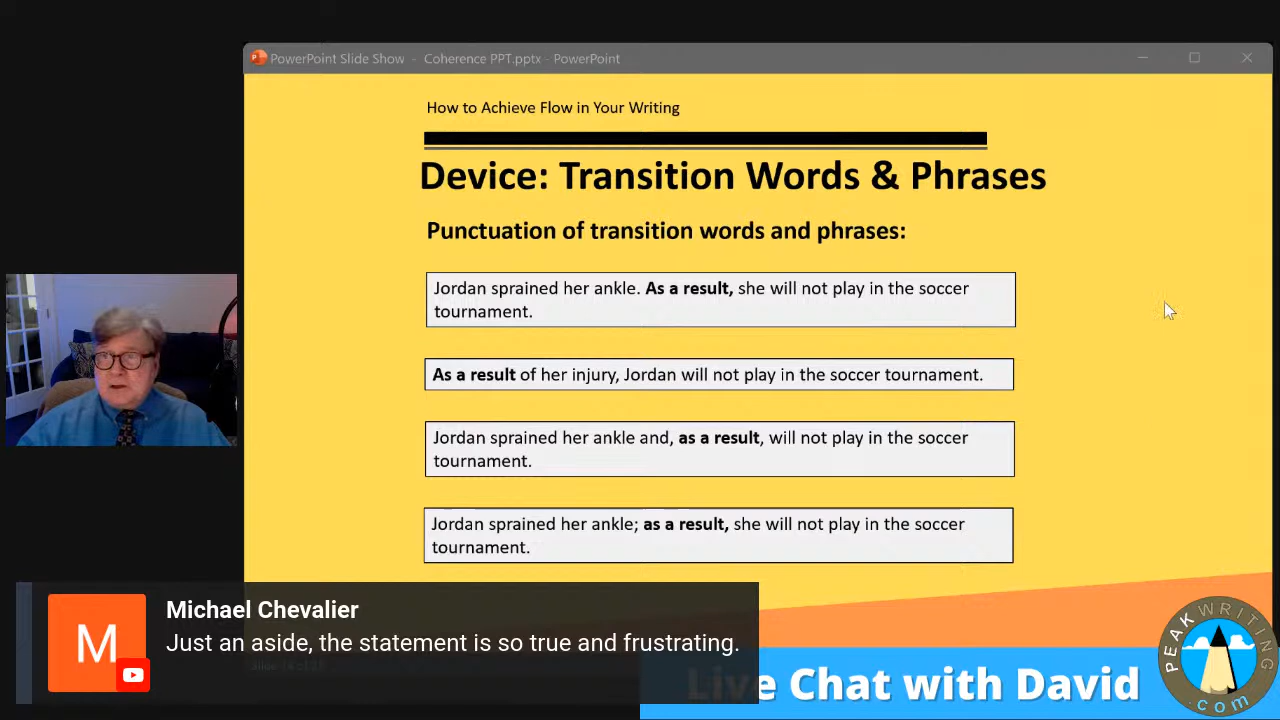 PowerPoint Slide Show - Coherence PPT.pptx - PowerPoint
How to Achieve Flow in Your Writing
Device: Transition Words & Phrases
Punctuation of transition words and phrases:
Jordan sprained her ankle. As a result, she will not play in the soccer
tournament.
As a result of her injury, Jordan will not play in the soccer tournament.
Jordan sprained her ankle and, as a result, will not play in the soccer
tournament.
Jordan sprained her ankle; as a result, she will not play in the soccer
tournament.
M
Michael Chevalier
Just an aside, the statement is so true and frustrating.
Live Chat with David
PEAKWRITING
.com